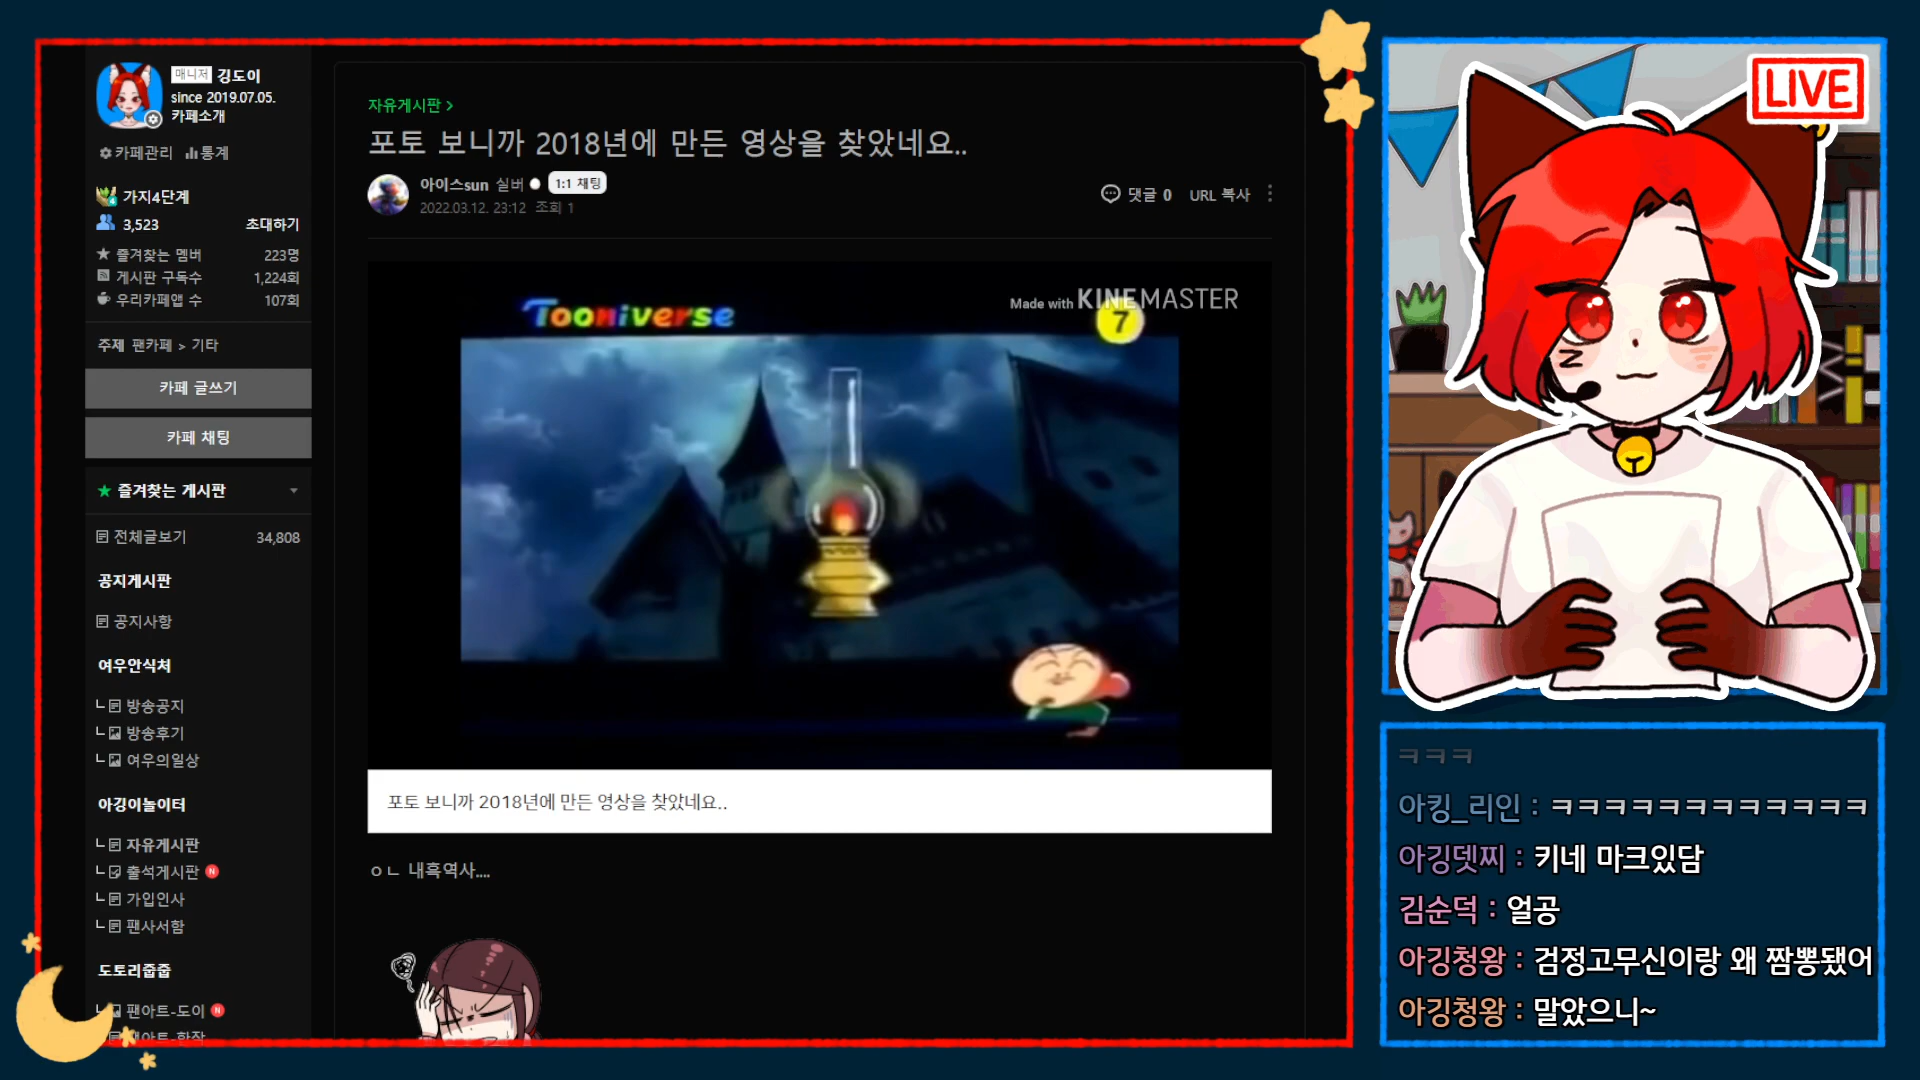 매니저 깅도이
since 2019.07.05.
카페소개
카페관리 통계
가지4단계
3,523 초대하기
즐겨찾는 멤버 223명
게시판 구독수 1,224회
우리카페앱 수 107회
주제 팬카페 > 기타
카페 글쓰기
카페 채팅
즐겨찾는 게시판
전체글보기 34,808
공지게시판
공지사항
여우안식처
방송공지
방송후기
여우의일상
아깅이놀이터
자유게시판
출석게시판 N
가입인사
팬사서함
도토리줍줍
팬아트-도이 N
자유게시판 >
포토 보니까 2018년에 만든 영상을 찾았네요..
아이스sun 실버 1:1 채팅
2022.03.12. 23:12 조회 1
댓글 0 URL 복사
Tooniverse
Made with KINEMASTER
7
포토 보니까 2018년에 만든 영상을 찾았네요..
ㅇㄴ 내흑역사....
LIVE
ㅋㅋㅋ
아킹_리인 : ㅋㅋㅋㅋㅋㅋㅋㅋㅋㅋㅋㅋ
아깅뎃찌 : 키네 마크있담
김순덕 : 얼공
아깅청왕 : 검정고무신이랑 왜 짬뽕됐어
아깅청왕 : 말았으니~